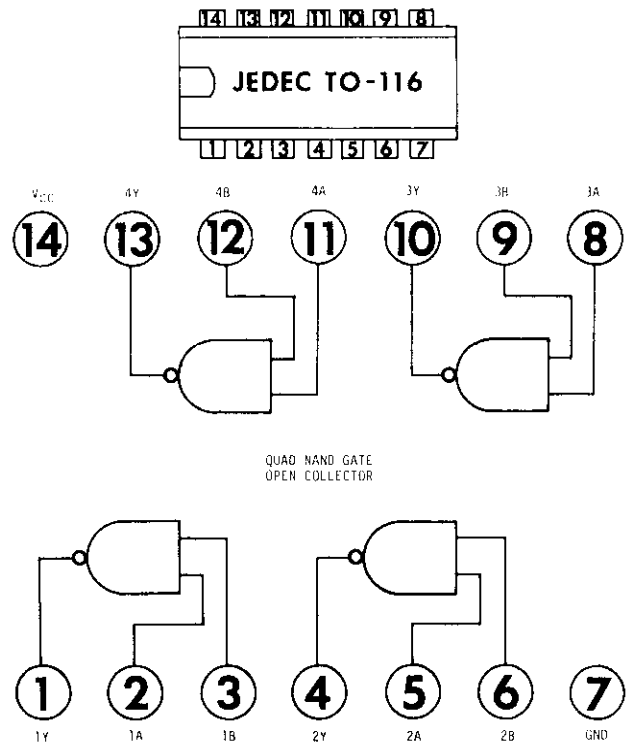 14 13 12 11 10 9 8
JEDEC TO-116
1 2 3 4 5 6 7
VCC 4Y 4B 4A 3Y 3B 3A
14 13 12 11 10 9 8
QUAD NAND GATE
OPEN COLLECTOR
1 2 3 4 5 6 7
1Y 1A 1B 2Y 2A 2B GND